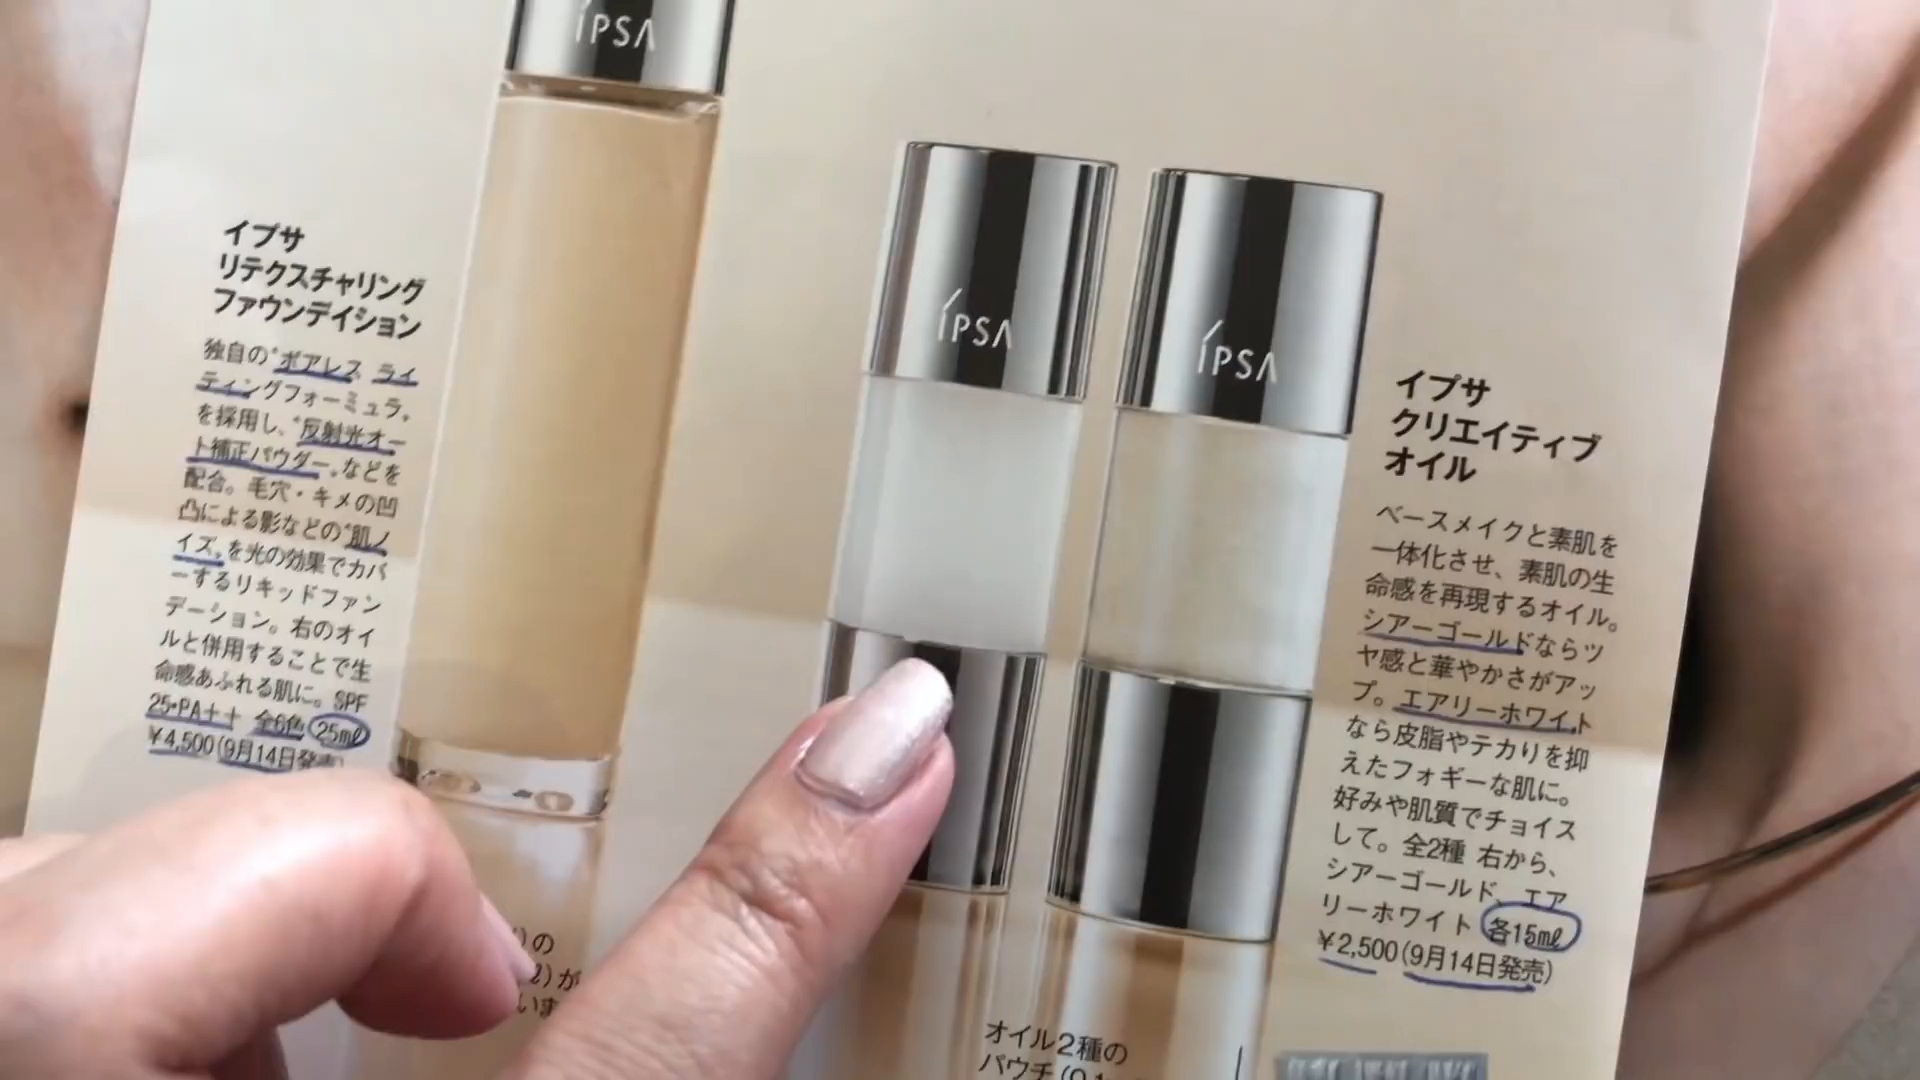 ÍPSA
イプサ
リテクスチャリング
ファウンデイション
独自の“ポアレス ライ
ティングフォーミュラ〟
を採用し、“反射光オー
ト補正パウダー〟などを
配合。毛穴・キメの凹
凸による影などの“肌ノ
イズ〟を光の効果でカバ
ーするリキッドファン
デーション。右のオイ
ルと併用することで生
命感あふれる肌に。SPF
25・PA++ 全6色 25mℓ
¥4,500(9月14日発売)
ÍPSA
ÍPSA
イプサ
クリエイティブ
オイル
ベースメイクと素肌を
一体化させ、素肌の生
命感を再現するオイル。
シアーゴールドならツ
ヤ感と華やかさがアッ
プ。エアリーホワイト
なら皮脂やテカりを抑
えたフォギーな肌に。
好みや肌質でチョイス
して。全2種 右から、
シアーゴールド、エア
リーホワイト 各15mℓ
¥2,500(9月14日発売)
の
が
オイル2種の
パウチ